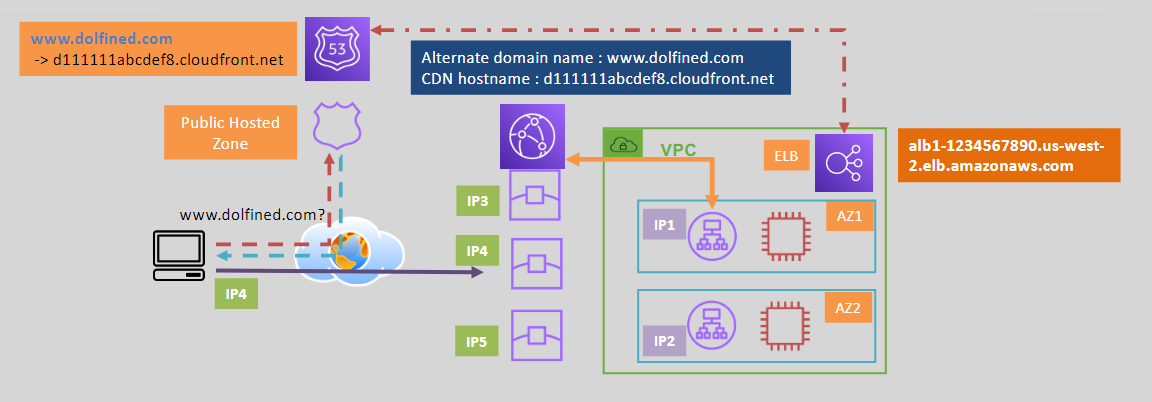 www.dolfined.com
-> d111111abcdef8.cloudfront.net
53
Alternate domain name : www.dolfined.com
CDN hostname : d111111abcdef8.cloudfront.net
Public Hosted
Zone
VPC
ELB
alb1-1234567890.us-west-
2.elb.amazonaws.com
www.dolfined.com?
IP3
IP1
AZ1
IP4
IP4
AZ2
IP5
IP2